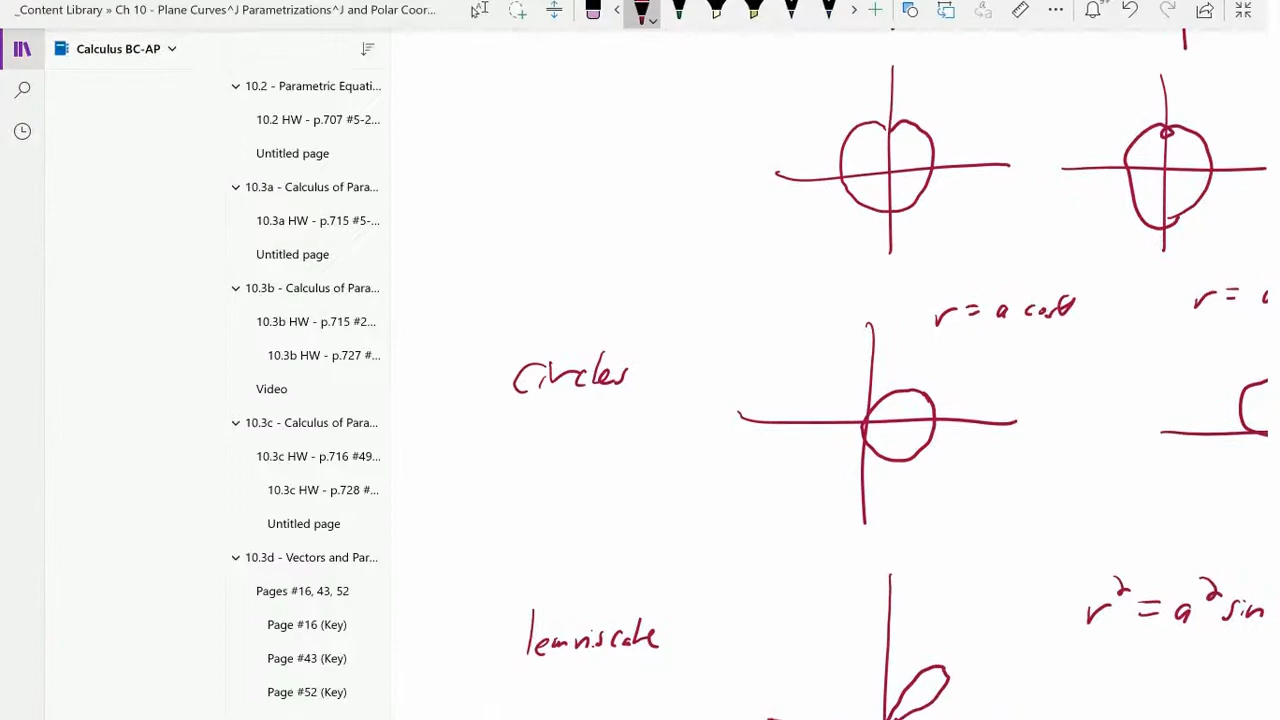 _Content Library » Ch 10 - Plane Curves^J Parametrizations^J and Polar Coor...
Calculus BC-AP
10.2 - Parametric Equati...
10.2 HW - p.707 #5-2...
Untitled page
10.3a - Calculus of Para...
10.3a HW - p.715 #5-...
Untitled page
10.3b - Calculus of Para...
10.3b HW - p.715 #2...
10.3b HW - p.727 #...
Video
10.3c - Calculus of Para...
10.3c HW - p.716 #49...
10.3c HW - p.728 #...
Untitled page
10.3d - Vectors and Par...
Pages #16, 43, 52
Page #16 (Key)
Page #43 (Key)
Page #52 (Key)
r = a cosθ
r =
Circles
r² = a² sin
lemniscate